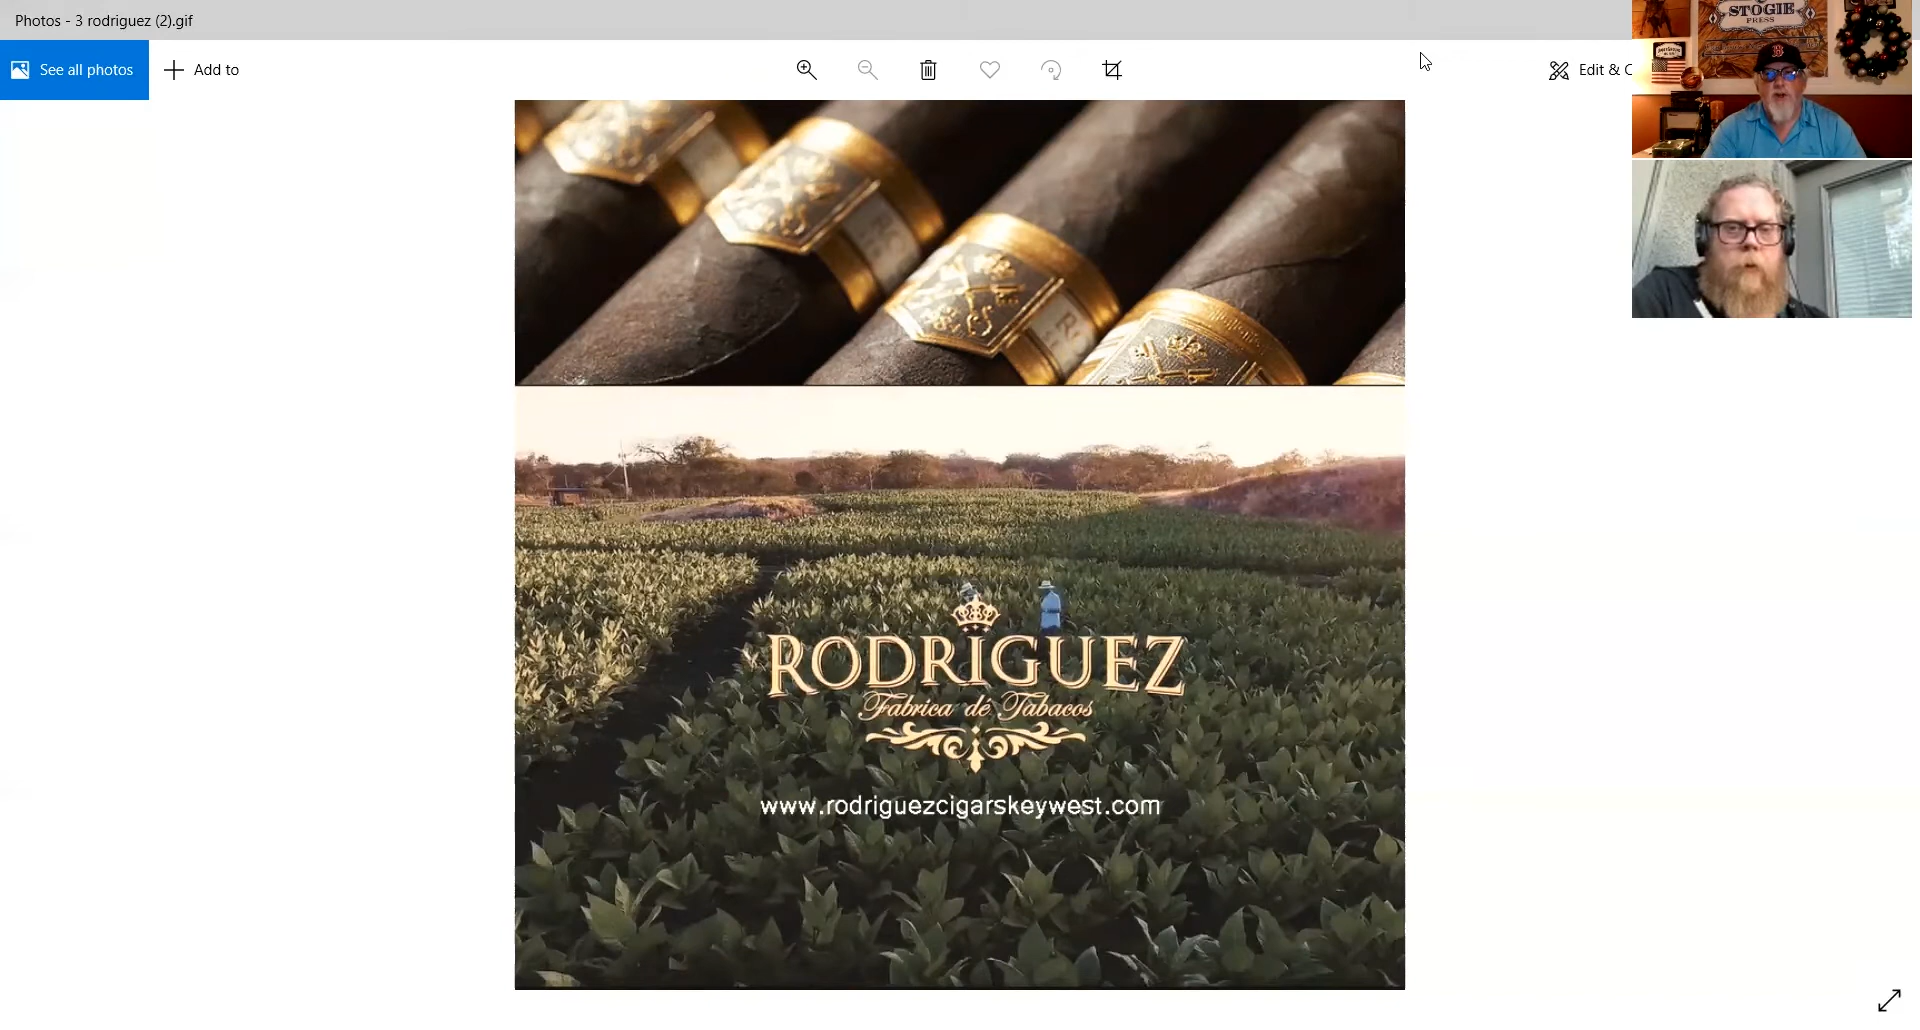 Photos - 3 rodriguez (2).gif
See all photos
Add to
Edit & C
STOGIE
PRESS
RODRIGUEZ
Fabrica dé Tabacos
www.rodriguezcigarskeywest.com